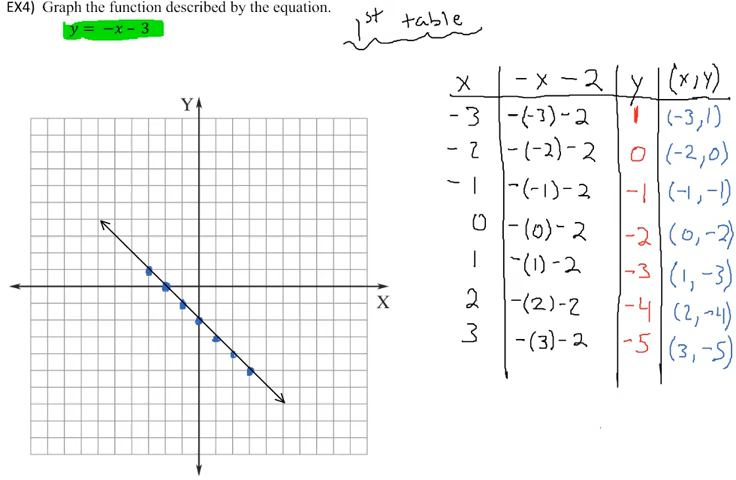 EX4) Graph the function described by the equation.
y = −x − 3
1st table
x | -x-2 | y | (x,y)
-3 | -(-3)-2 | 1 | (-3,1)
-2 | -(-2)-2 | 0 | (-2,0)
-1 | -(-1)-2 | -1 | (-1,-1)
0 | -(0)-2 | -2 | (0,-2)
1 | -(1)-2 | -3 | (1,-3)
2 | -(2)-2 | -4 | (2,-4)
3 | -(3)-2 | -5 | (3,-5)
Y
X